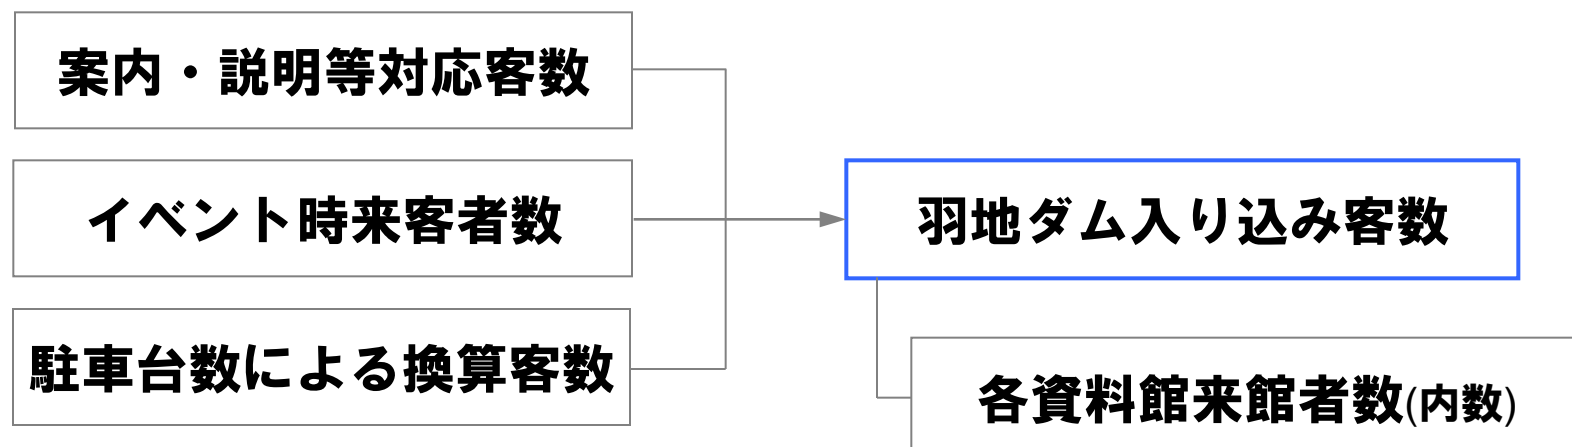 案内・説明等対応客数
イベント時来客者数
羽地ダム入り込み客数
駐車台数による換算客数
各資料館来館者数(内数)